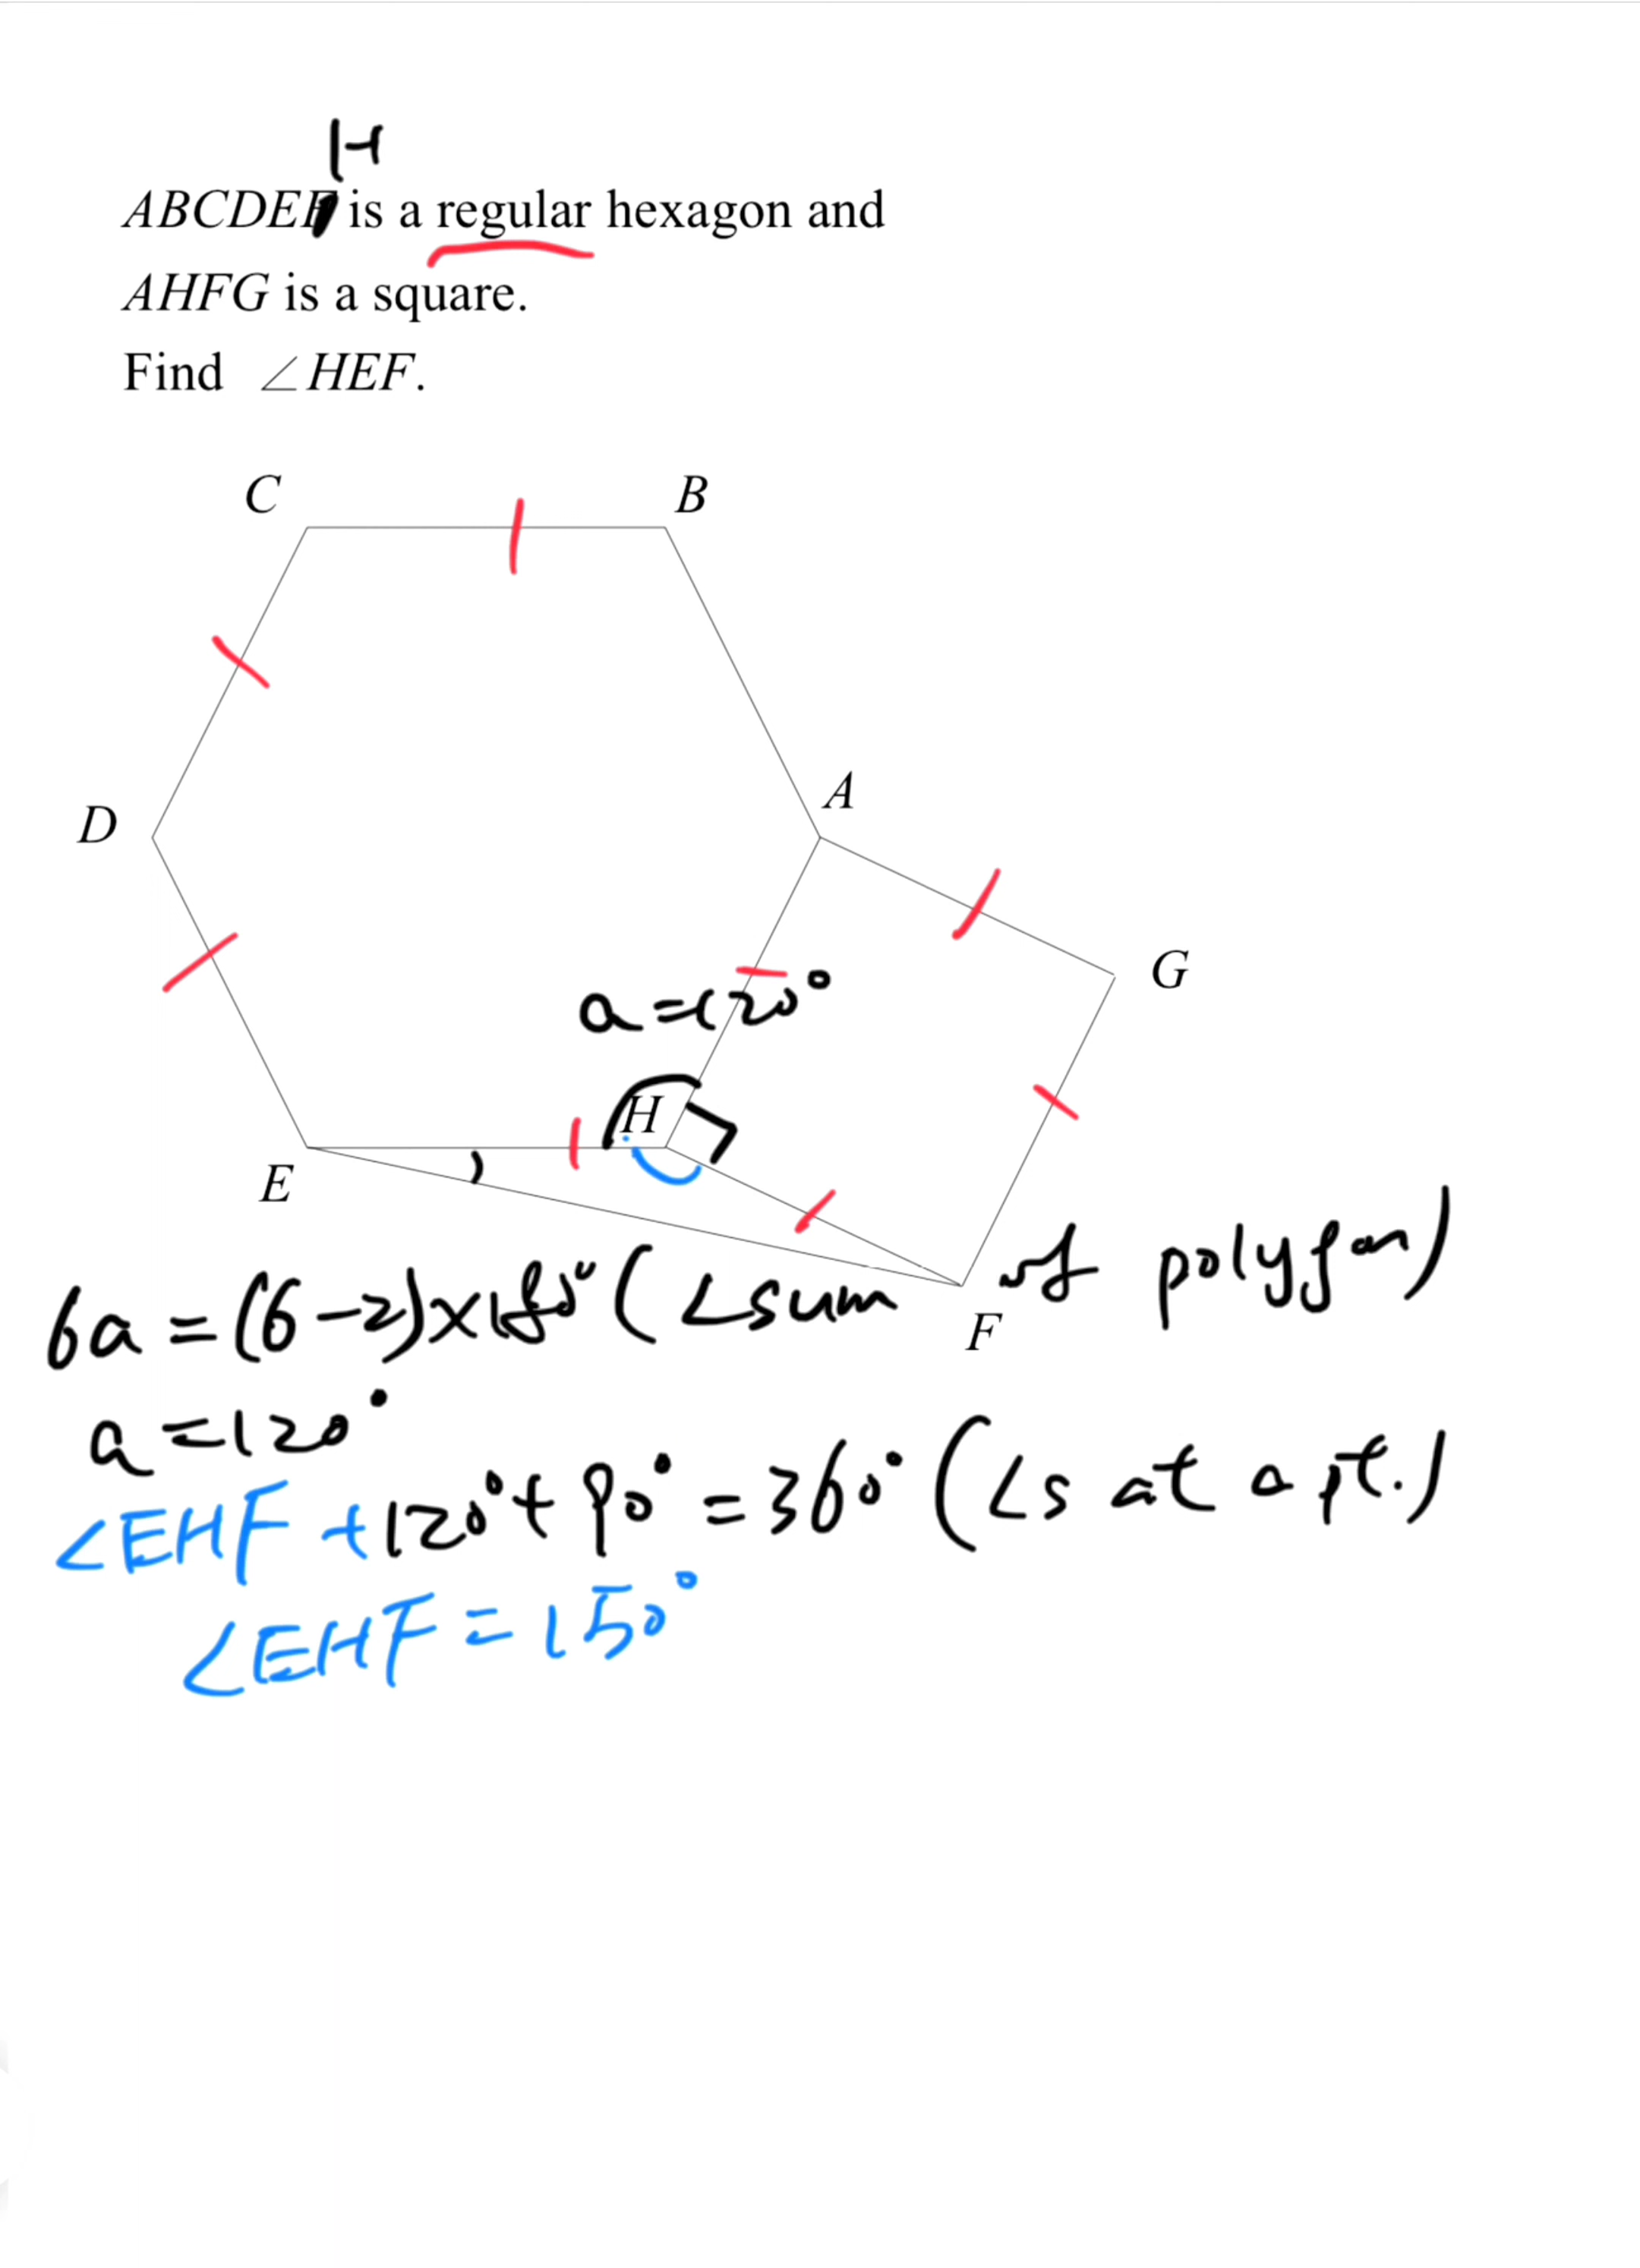 H
ABCDEF is a regular hexagon and
AHFG is a square.
Find ∠HEF.
C
B
A
D
G
a=120°
H
E
F
6a=(6-2)×180° (∠sum of polygon)
a=120°
∠EHF+120°+90°=360° (∠s at a pt.)
∠EHF=150°